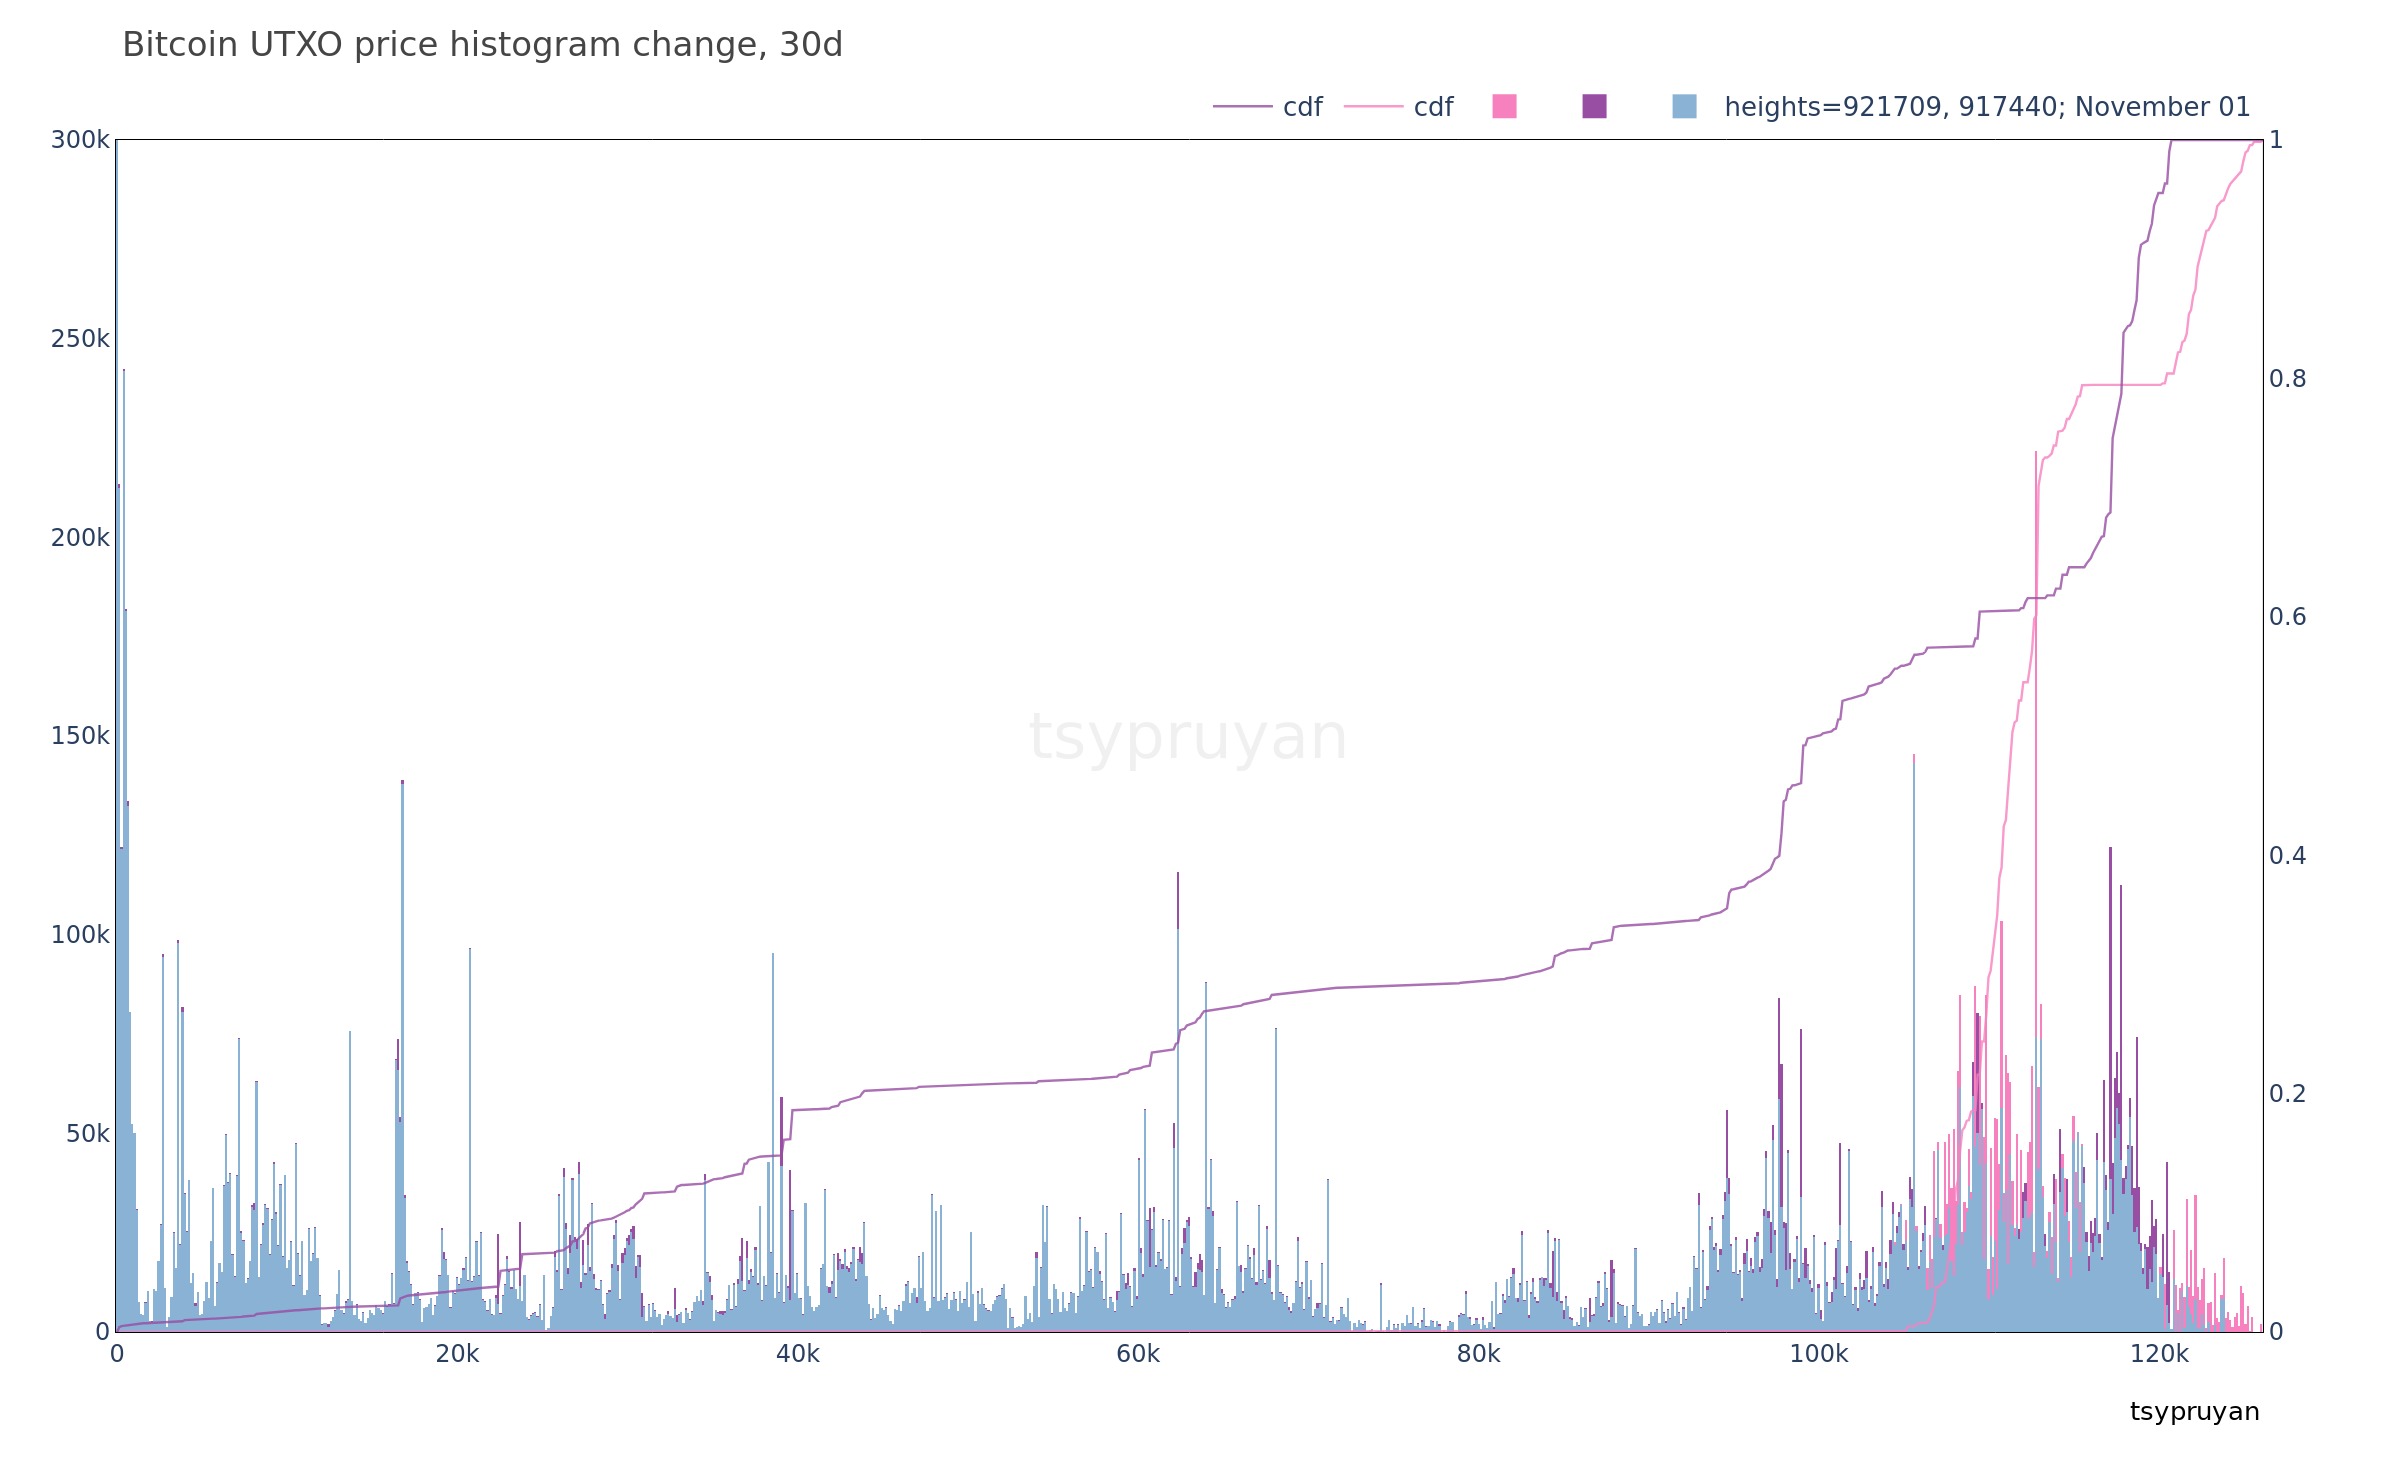 Bitcoin UTXO price histogram change, 30d
cdf cdf heights=921709, 917440; November 01
300k 1
250k
0.8
200k
0.6
150k
tsypruyan
0.4
100k
0.2
50k
0 0
0 20k 40k 60k 80k 100k 120k
tsypruyan